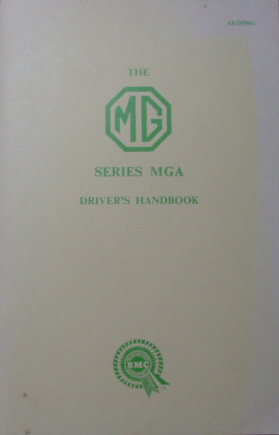 THE
MG
SERIES MGA
DRIVER'S HANDBOOK
BMC